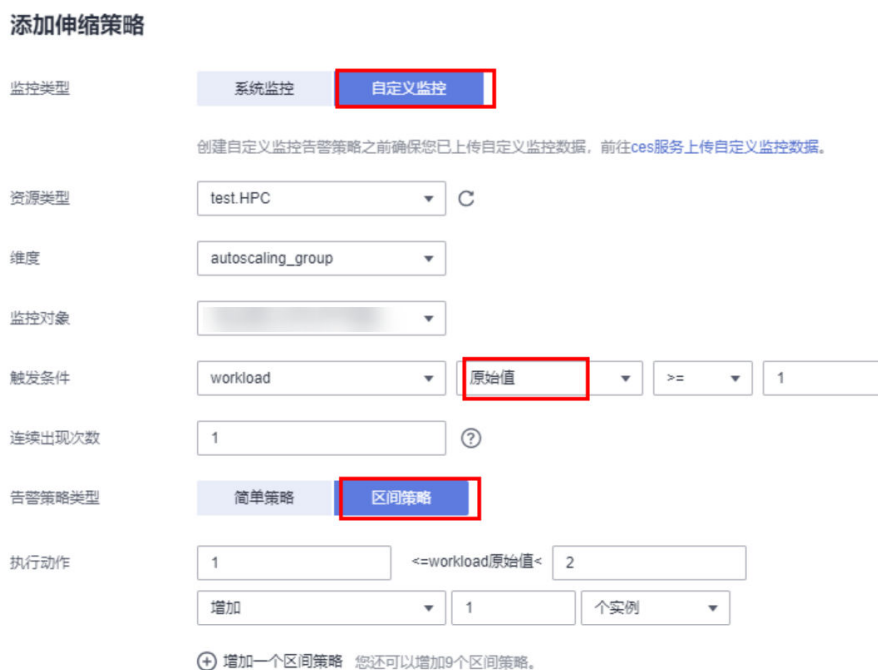 添加伸缩策略
监控类型 系统监控 自定义监控
创建自定义监控告警策略之前确保您已上传自定义监控数据，前往ces服务上传自定义监控数据。
资源类型 test.HPC
维度 autoscaling_group
监控对象
触发条件 workload 原始值 >= 1
连续出现次数 1 ?
告警策略类型 简单策略 区间策略
执行动作 1 <=workload原始值< 2
增加 1 个实例
增加一个区间策略 您还可以增加9个区间策略。